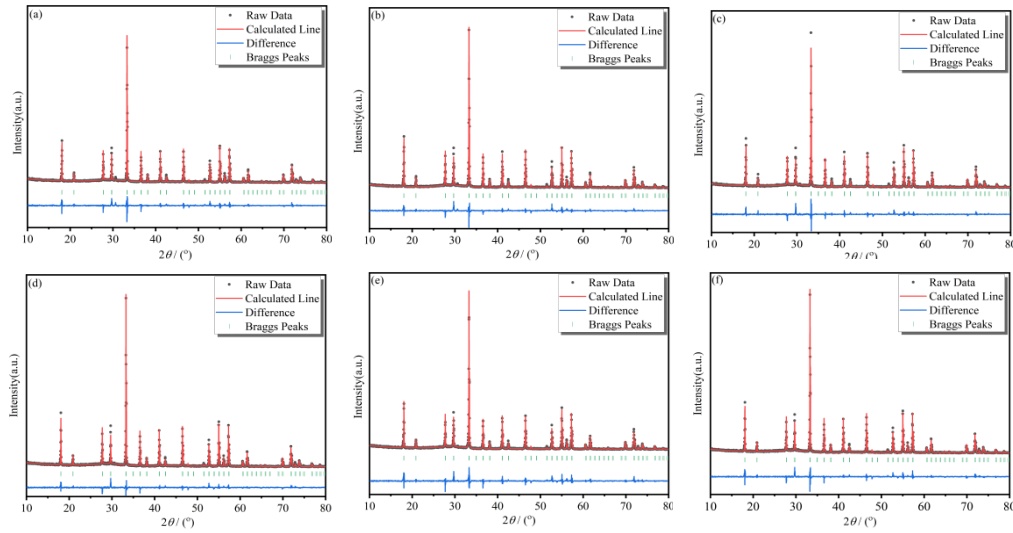 (a)
Raw Data
Calculated Line
Difference
Braggs Peaks
Intensity(a.u.)
10 20 30 40 50 60 70 80
2θ / (°)
(b)
Raw Data
Calculated Line
Difference
Braggs Peaks
Intensity(a.u.)
10 20 30 40 50 60 70 80
2θ / (°)
(c)
Raw Data
Calculated Line
Difference
Braggs Peaks
Intensity(a.u.)
10 20 30 40 50 60 70 80
2θ / (°)
(d)
Raw Data
Calculated Line
Difference
Braggs Peaks
Intensity(a.u.)
10 20 30 40 50 60 70 80
2θ / (°)
(e)
Raw Data
Calculated Line
Difference
Braggs Peaks
Intensity(a.u.)
10 20 30 40 50 60 70 80
2θ / (°)
(f)
Raw Data
Calculated Line
Difference
Braggs Peaks
Intensity(a.u.)
10 20 30 40 50 60 70 80
2θ / (°)